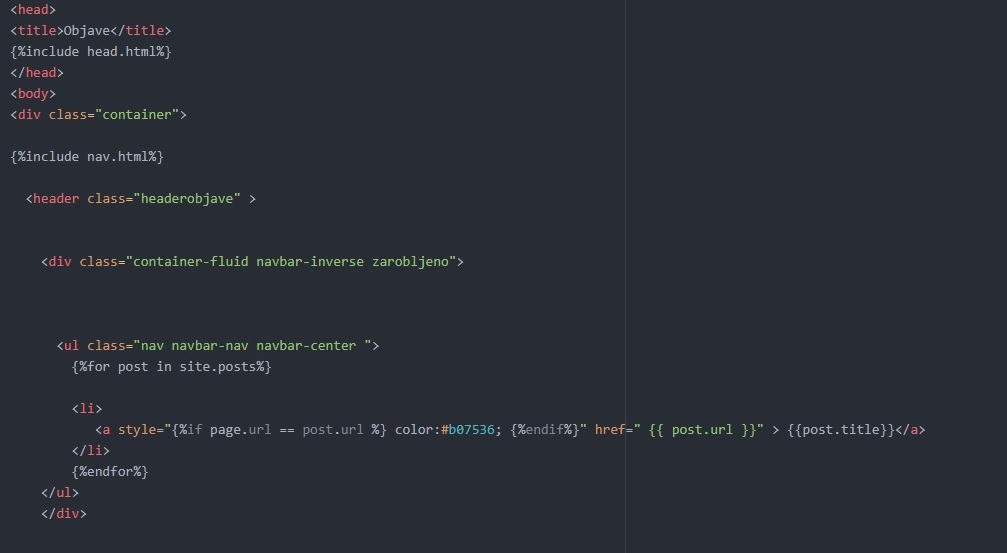 <head>
<title>Objave</title>
{%include head.html%}
</head>
<body>
<div class="container">
{%include nav.html%}
<header class="headerobjave" >
<div class="container-fluid navbar-inverse zarobljeno">
<ul class="nav navbar-nav navbar-center ">
{%for post in site.posts%}
<li>
<a style="{%if page.url == post.url %} color:#b07536; {%endif%}" href=" {{ post.url }}" > {{post.title}}</a>
</li>
{%endfor%}
</ul>
</div>